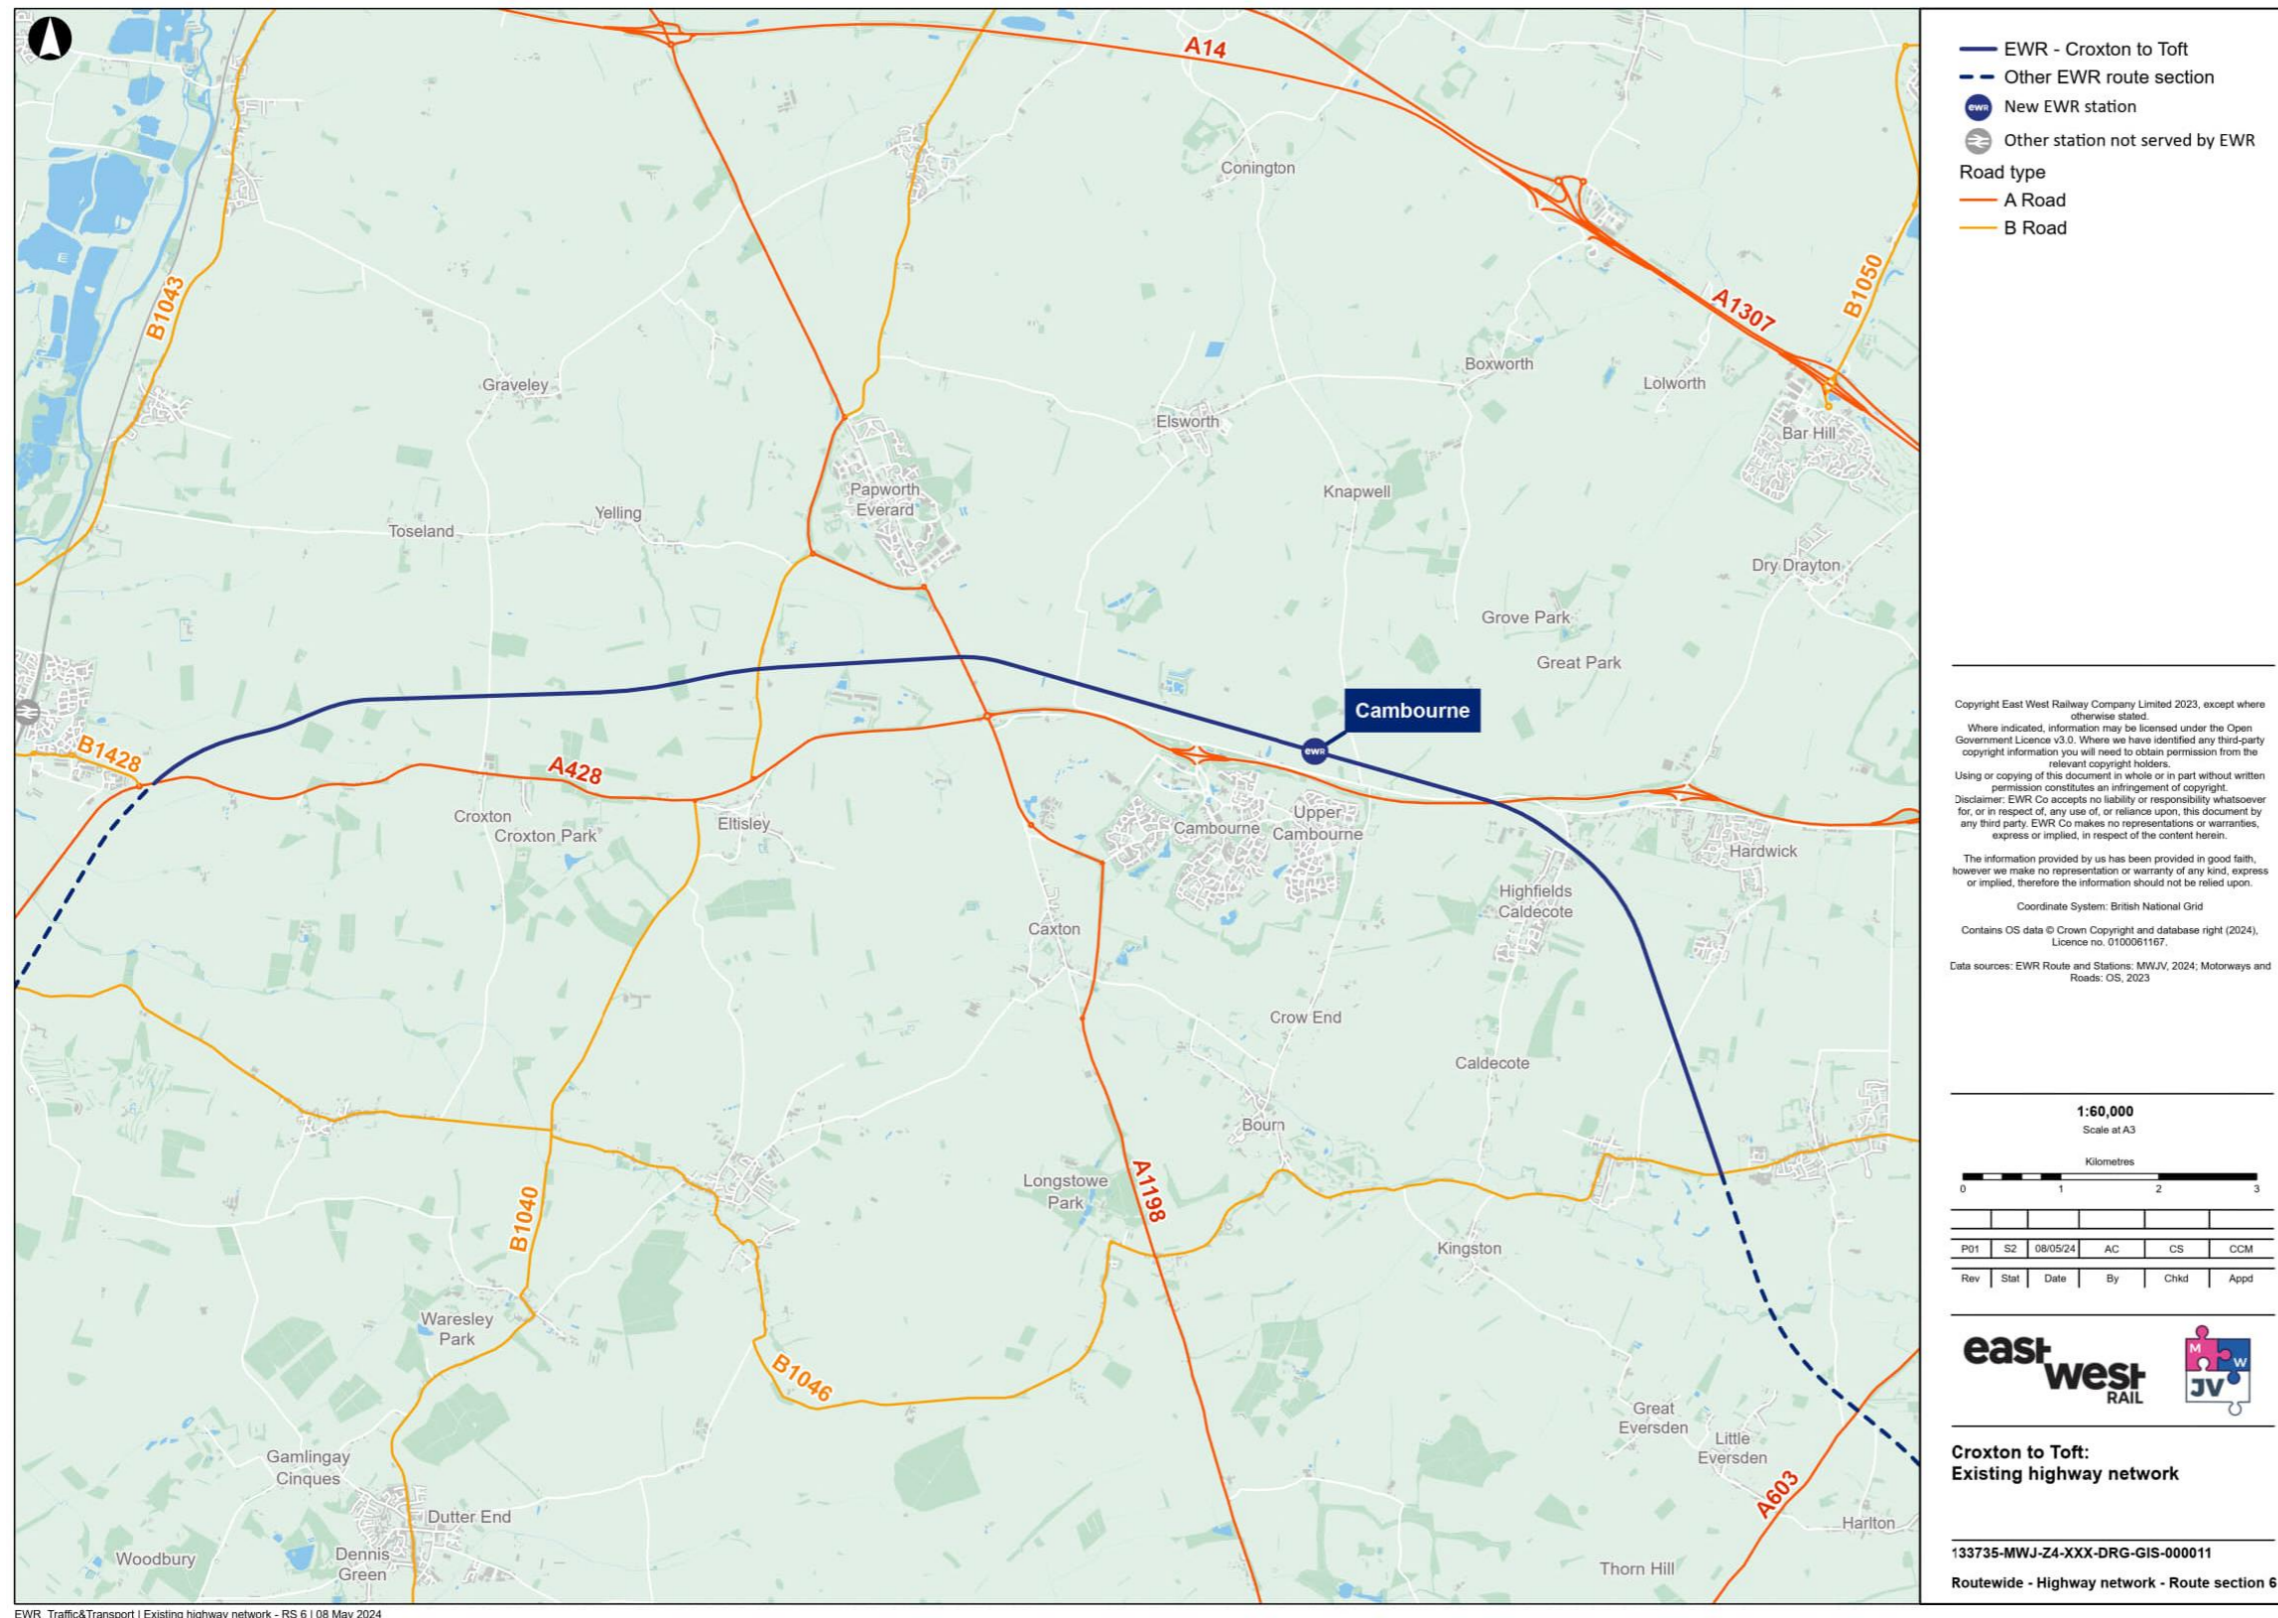 A14
Conington
A1307
B1050
B1043
Graveley
Boxworth
Lolworth
Elsworth
Bar Hill
Papworth
Everard
Knapwell
Yelling
Toseland
Dry Drayton
Grove Park
Great Park
Cambourne
ewr
B1428
A428
Croxton
Croxton Park
Eltisley
Cambourne
Upper
Cambourne
Hardwick
Highfields
Caldecote
Caxton
Crow End
Caldecote
Bourn
Longstowe
Park
A1198
B1040
Kingston
Waresley
Park
B1046
Great
Eversden
Little
Eversden
Gamlingay
Cinques
A603
Dutter End
Harlton
Woodbury
Dennis
Green
Thorn Hill
EWR - Croxton to Toft
Other EWR route section
ewr New EWR station
Other station not served by EWR
Road type
A Road
B Road
Copyright East West Railway Company Limited 2023, except where
otherwise stated.
Where indicated, information may be licensed under the Open
Government Licence v3.0. Where we have identified any third-party
copyright information you will need to obtain permission from the
relevant copyright holders.
Using or copying of this document in whole or in part without written
permission constitutes an infringement of copyright.
Disclaimer: EWR Co accepts no liability or responsibility whatsoever
for, or in respect of, any use of, or reliance upon, this document by
any third party. EWR Co makes no representations or warranties,
express or implied, in respect of the content herein.
The information provided by us has been provided in good faith,
however we make no representation or warranty of any kind, express
or implied, therefore the information should not be relied upon.
Coordinate System: British National Grid
Contains OS data © Crown Copyright and database right (2024),
Licence no. 0100061167.
Data sources: EWR Route and Stations: MWJV, 2024; Motorways and
Roads: OS, 2023
1:60,000
Scale at A3
Kilometres
0 1 2 3
P01 S2 08/05/24 AC CS CCM
Rev Stat Date By Chkd Appd
east
west
RAIL
M
W
JV
Croxton to Toft:
Existing highway network
133735-MWJ-Z4-XXX-DRG-GIS-000011
Routewide - Highway network - Route section 6
EWR_Traffic&Transport | Existing highway network - RS 6 | 08 May 2024